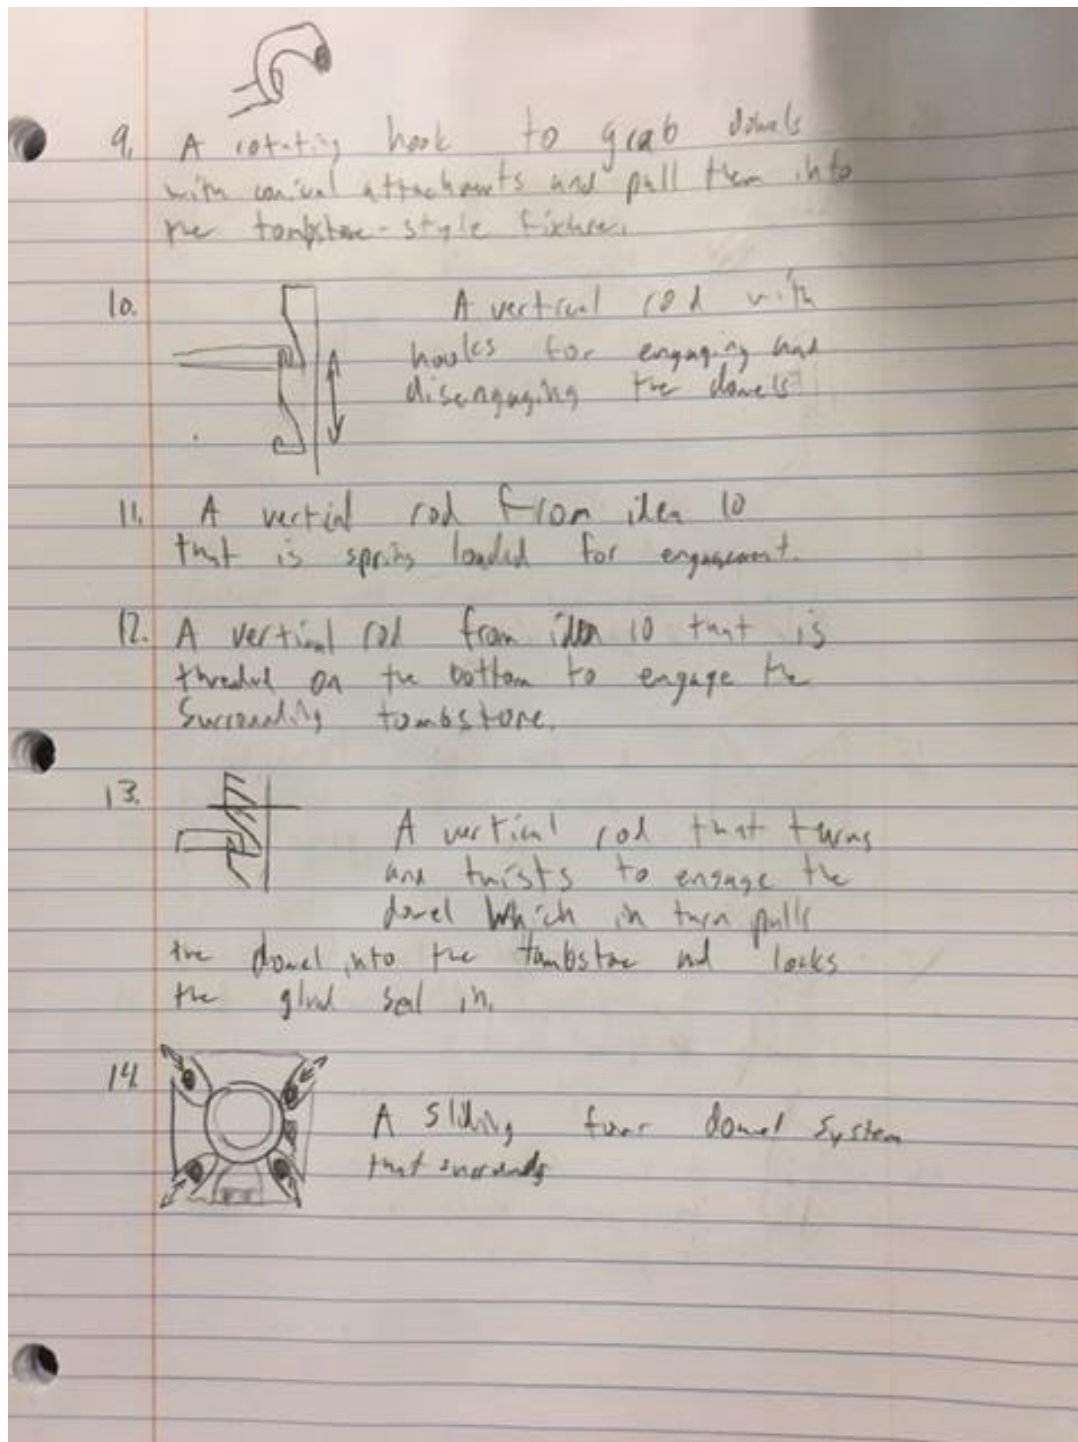 9. A rotating hook to grab dowels
with conical attachments and pull them into
the tombstone-style fixture.
10. A vertical rod with
hooks for engaging and
disengaging the dowels
11. A vertical rod from idea 10
that is spring loaded for engagement.
12. A vertical rod from idea 10 that is
threaded on the bottom to engage the
Surrounding tombstone.
13. A vertical rod that turns
and twists to engage the
dowel which in turn pulls
the dowel into the tombstone and locks
the gland seal in.
14. A sliding four dowel system
that surrounds